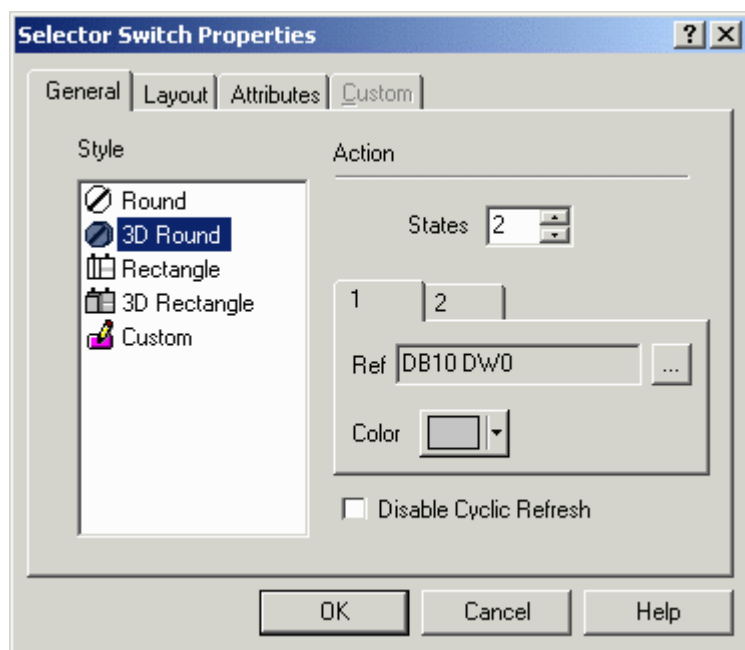 Selector Switch Properties
General Layout Attributes Custom
Style
Action
Round
3D Round
Rectangle
3D Rectangle
Custom
States 2
1 2
Ref DB10 DW0 ...
Color
Disable Cyclic Refresh
OK Cancel Help